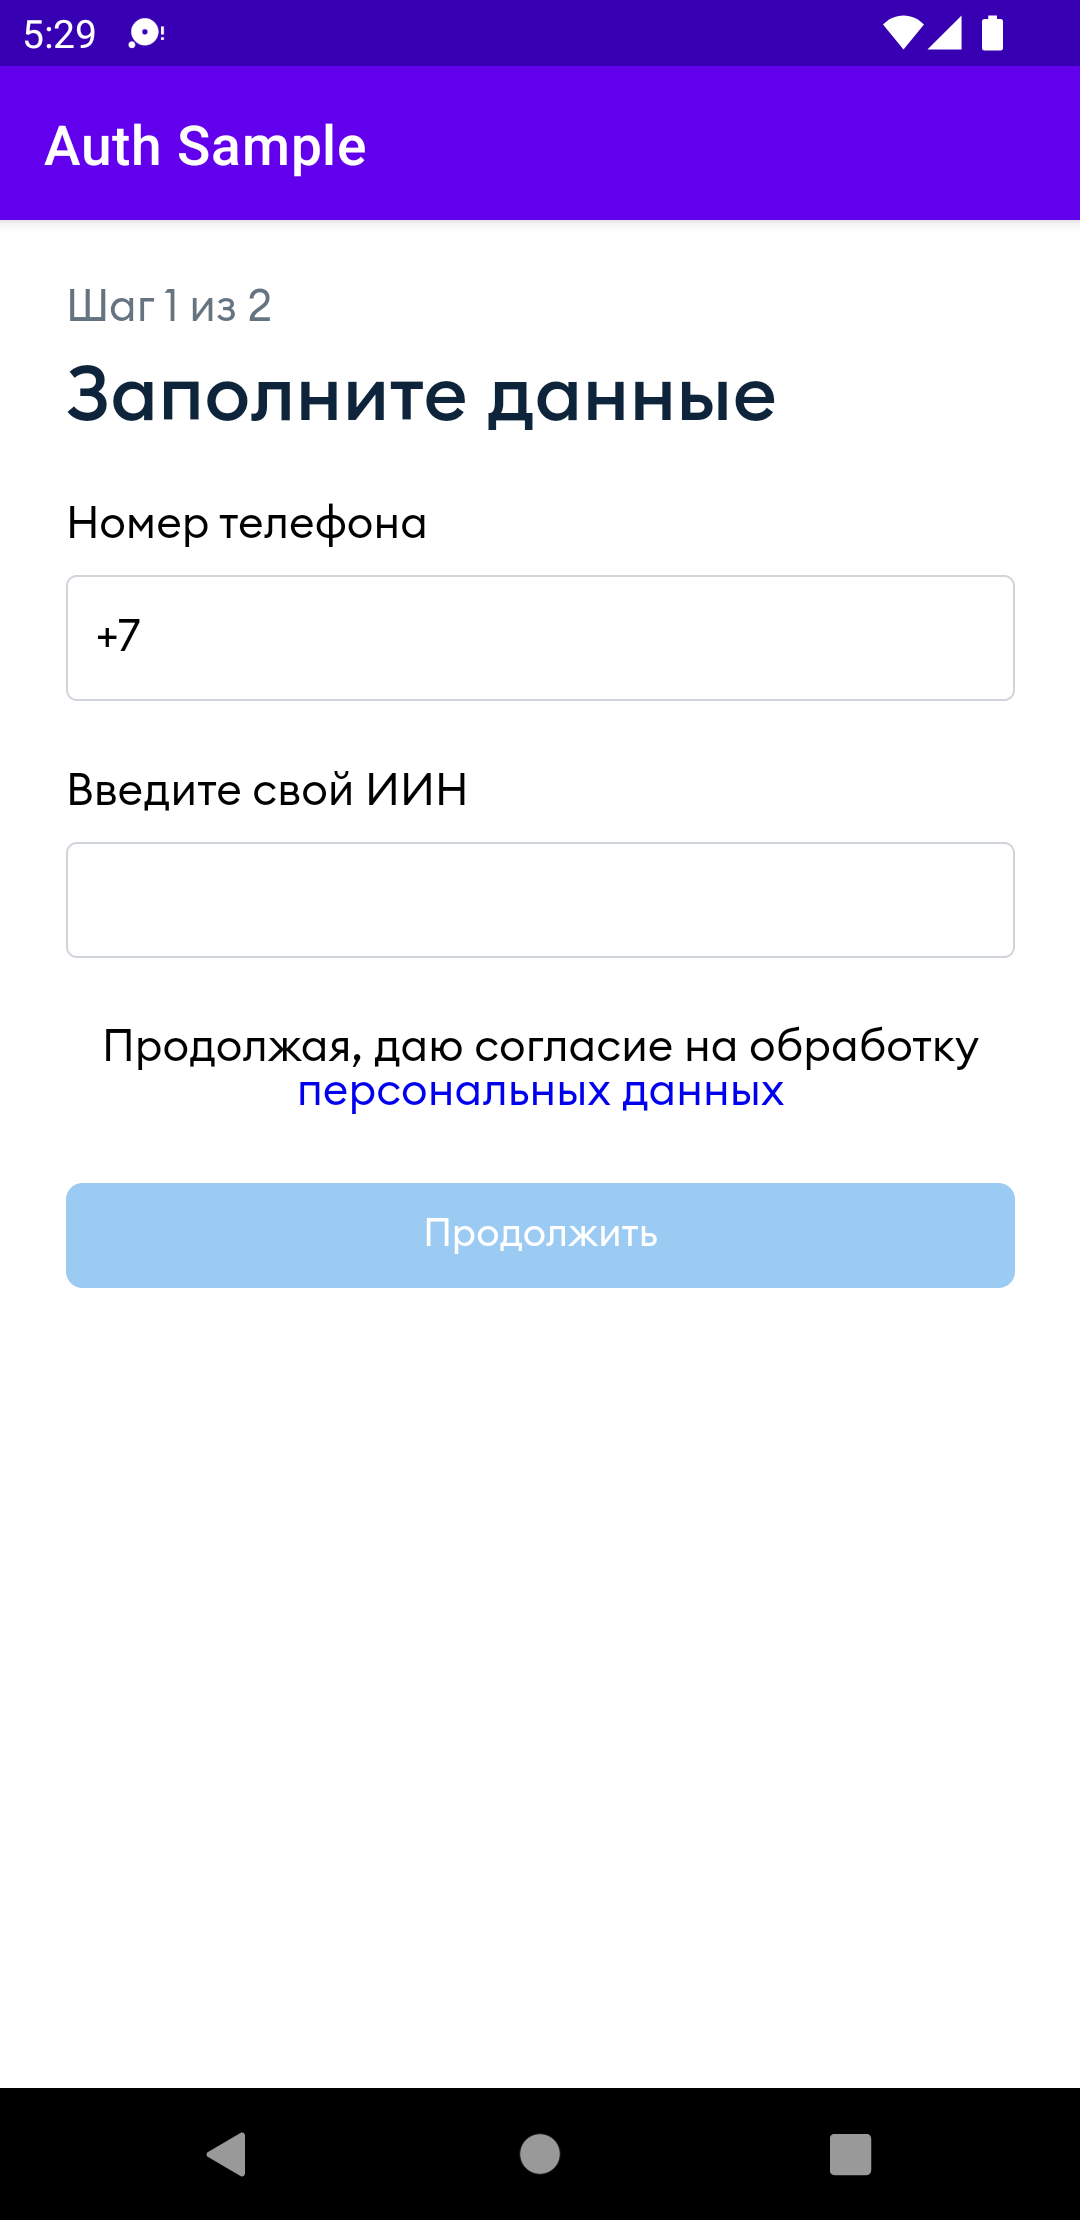 5:29
Auth Sample
Шаг 1 из 2
Заполните данные
Номер телефона
+7
Введите свой ИИН
Продолжая, даю согласие на обработку
персональных данных
Продолжить